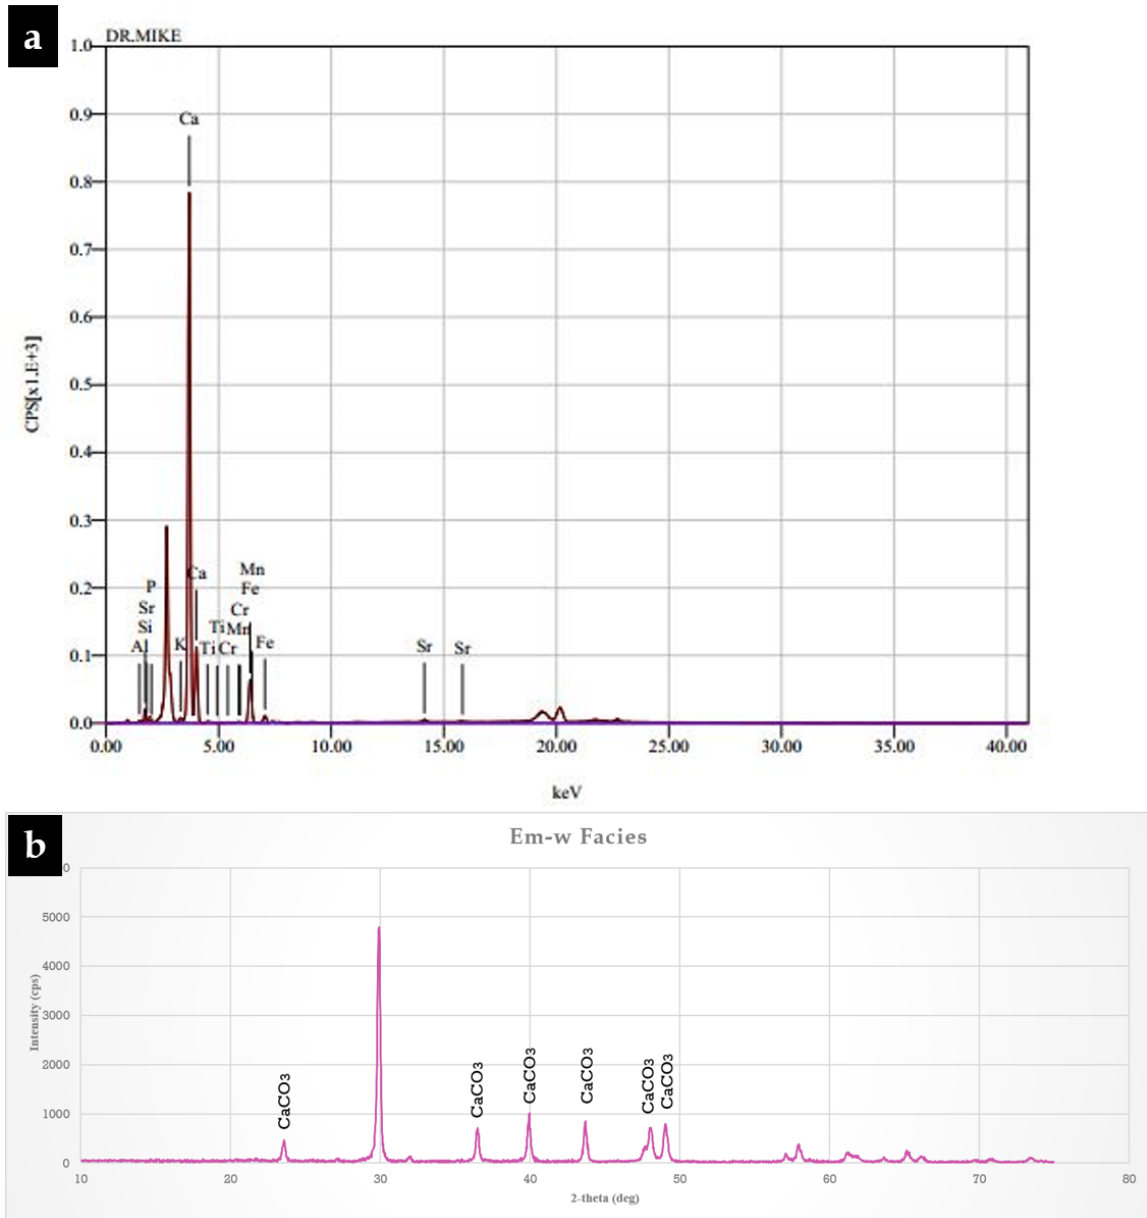 a
DR.MIKE
1.0
0.9
0.8
0.7
0.6
0.5
0.4
0.3
0.2
0.1
0.0
CPS[x1.E+3]
Ca
Ca
P
Sr
Si
Al
K
Ti
Ti
Cr
Mn
Fe
Cr
Mn
Fe
Sr
Sr
0.00 5.00 10.00 15.00 20.00 25.00 30.00 35.00 40.00
keV
b
Em-w Facies
0
5000
4000
3000
2000
1000
0
Intensity (cps)
CaCO3
CaCO3
CaCO3
CaCO3
CaCO3
CaCO3
10 20 30 40 50 60 70 80
2-theta (deg)